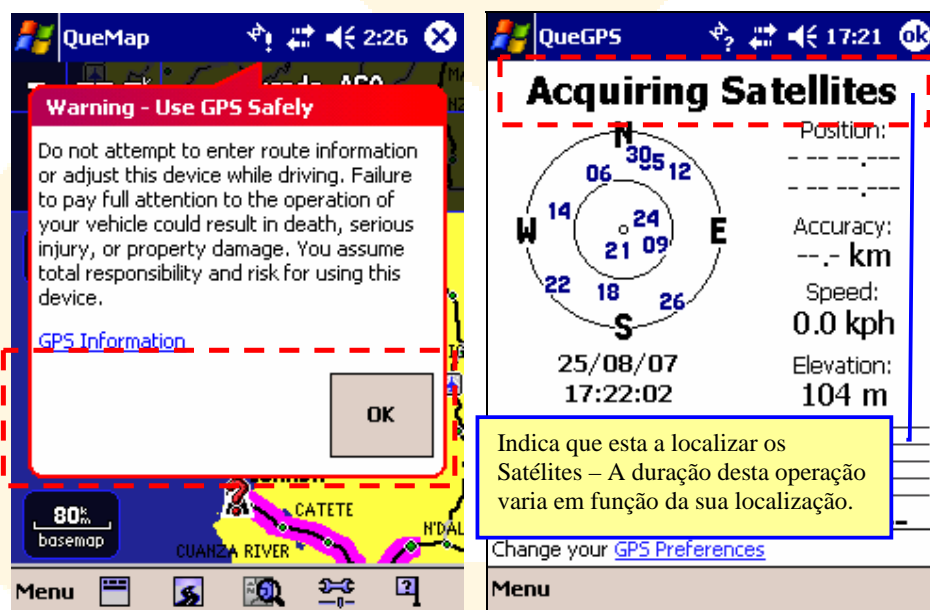 QueMap
2:26
Warning - Use GPS Safely
Do not attempt to enter route information
or adjust this device while driving. Failure
to pay full attention to the operation of
your vehicle could result in death, serious
injury, or property damage. You assume
total responsibility and risk for using this
device.
GPS Information
OK
80
basemap
CATETE
CUANZA RIVER
Menu
QueGPS
17:21
ok
Acquiring Satellites
N
W
E
S
30
05
12
06
14
24
21
09
22
18
26
Position:
- -- --.---
- -- --.---
Accuracy:
--.- km
Speed:
0.0 kph
Elevation:
104 m
25/08/07
17:22:02
Indica que esta a localizar os
Satélites – A duração desta operação
varia em função da sua localização.
Change your GPS Preferences
Menu